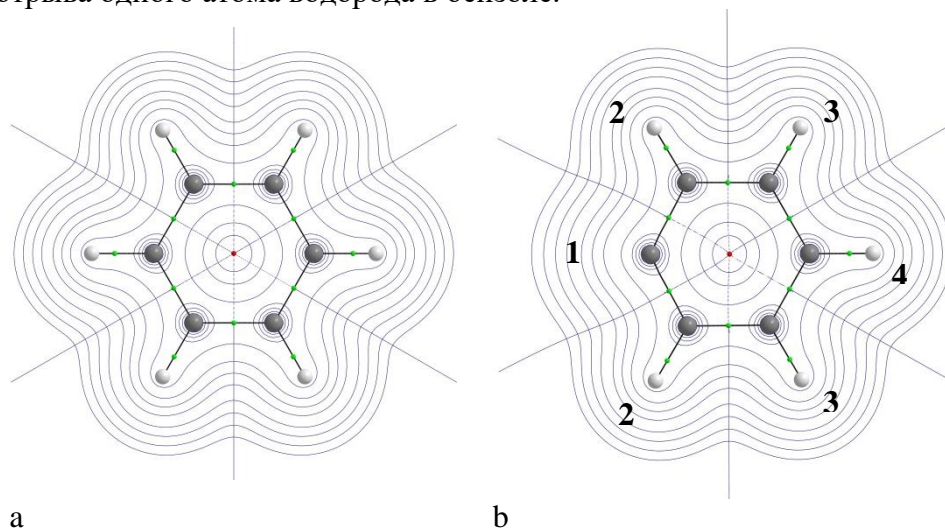 отрыва одного атома водорода в бензоле.
2 3
1
4
2 3
a b